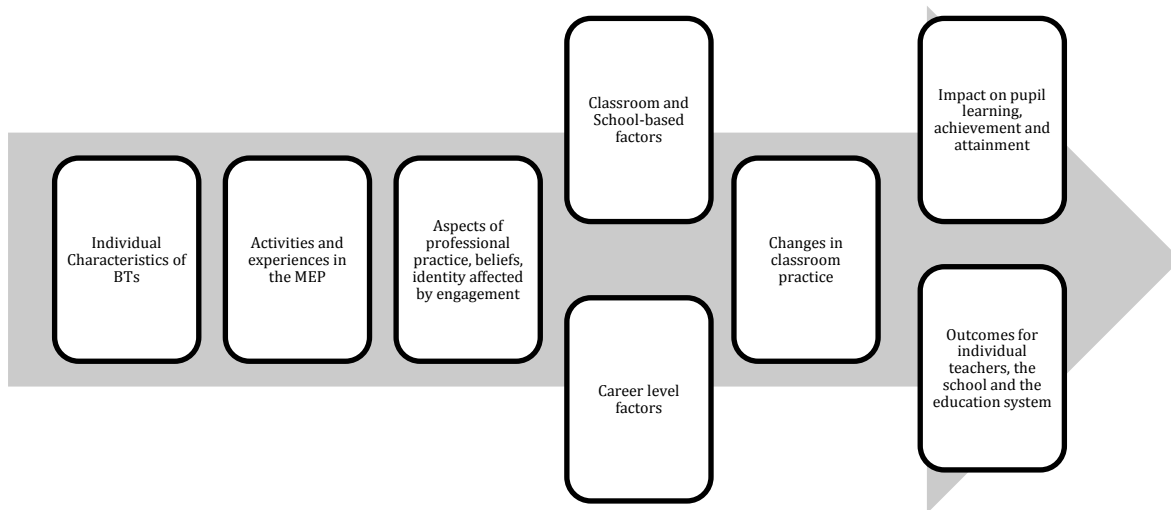 Individual
Characteristics of
BTs
Activities and
experiences in
the MEP
Aspects of
professional
practice, beliefs,
identity affected
by engagement
Classroom and
School-based
factors
Career level
factors
Changes in
classroom
practice
Impact on pupil
learning,
achievement and
attainment
Outcomes for
individual
teachers, the
school and the
education system